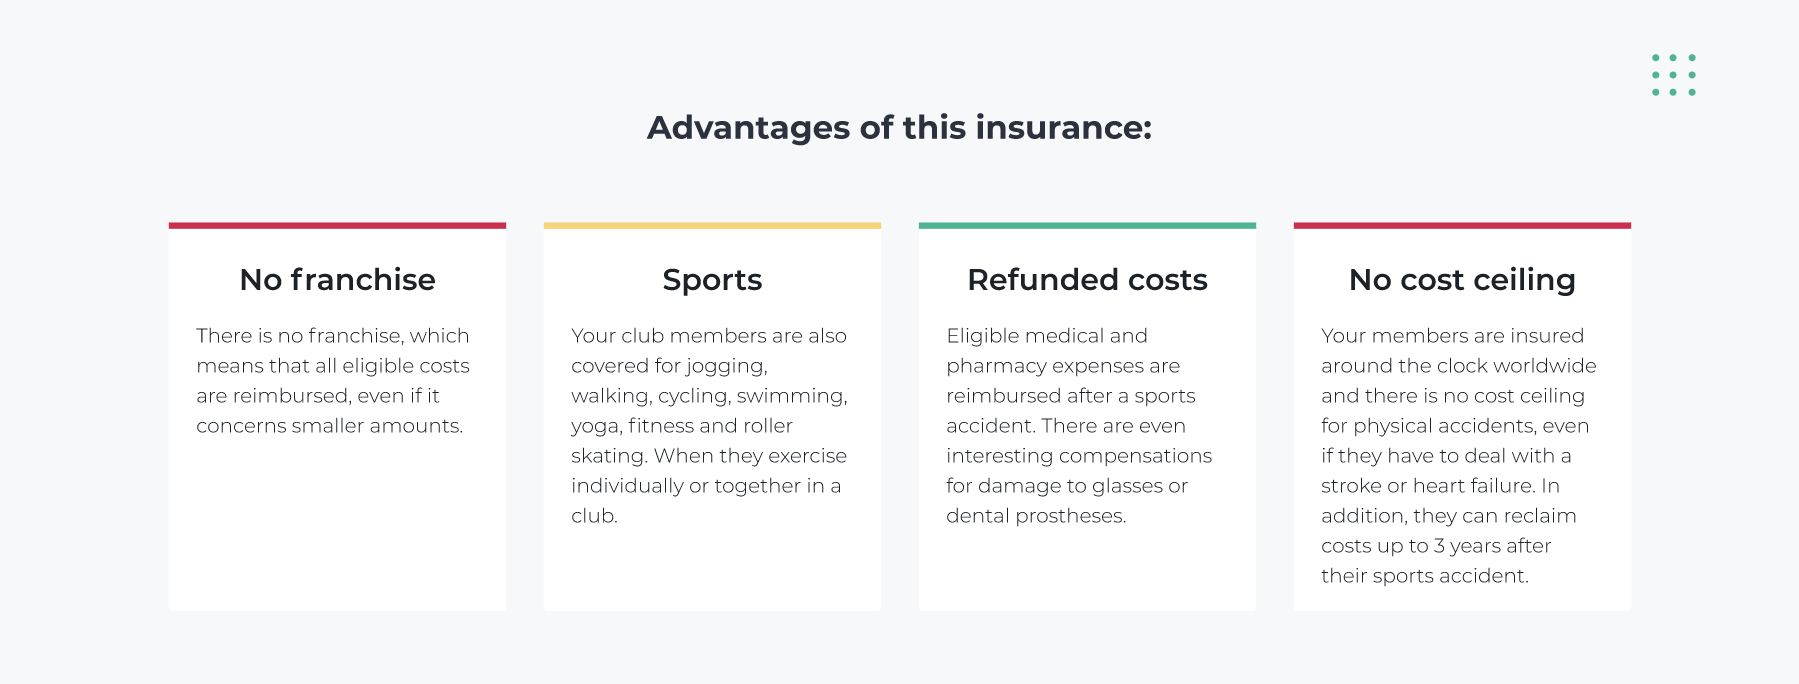 Advantages of this insurance:
No franchise
There is no franchise, which
means that all eligible costs
are reimbursed, even if it
concerns smaller amounts.
Sports
Your club members are also
covered for jogging,
walking, cycling, swimming,
yoga, fitness and roller
skating. When they exercise
individually or together in a
club.
Refunded costs
Eligible medical and
pharmacy expenses are
reimbursed after a sports
accident. There are even
interesting compensations
for damage to glasses or
dental prostheses.
No cost ceiling
Your members are insured
around the clock worldwide
and there is no cost ceiling
for physical accidents, even
if they have to deal with a
stroke or heart failure. In
addition, they can reclaim
costs up to 3 years after
their sports accident.